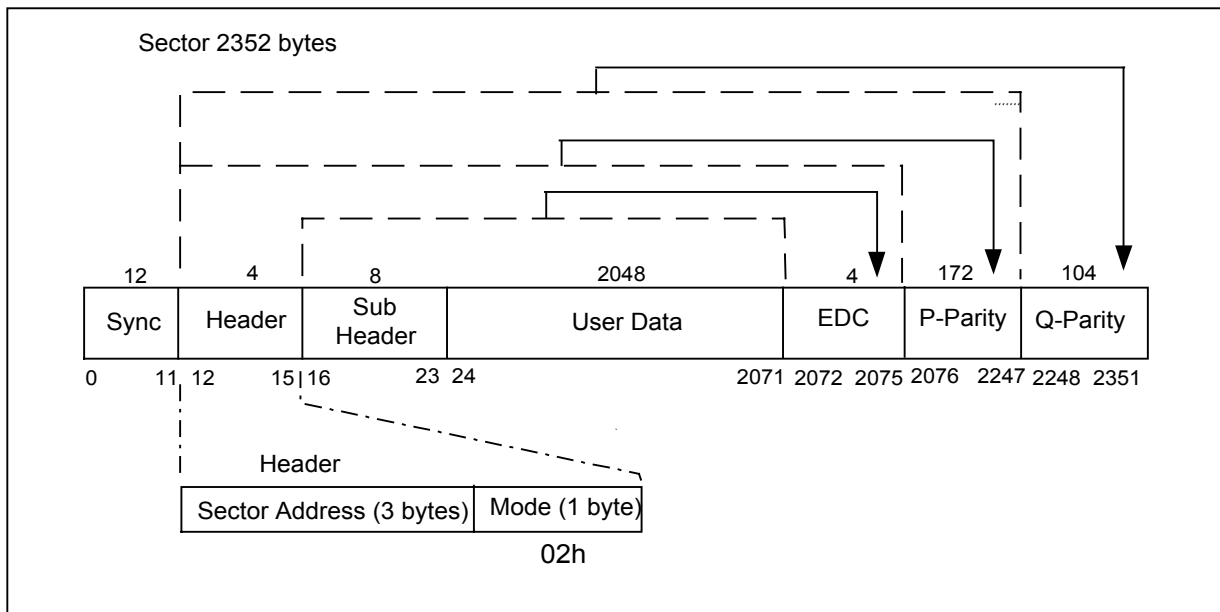 Sector 2352 bytes
12 4 8 2048 4 172 104
Sync Header Sub Header User Data EDC P-Parity Q-Parity
0 11 12 15 16 23 24 2071 2072 2075 2076 2247 2248 2351
Header
Sector Address (3 bytes) Mode (1 byte)
02h